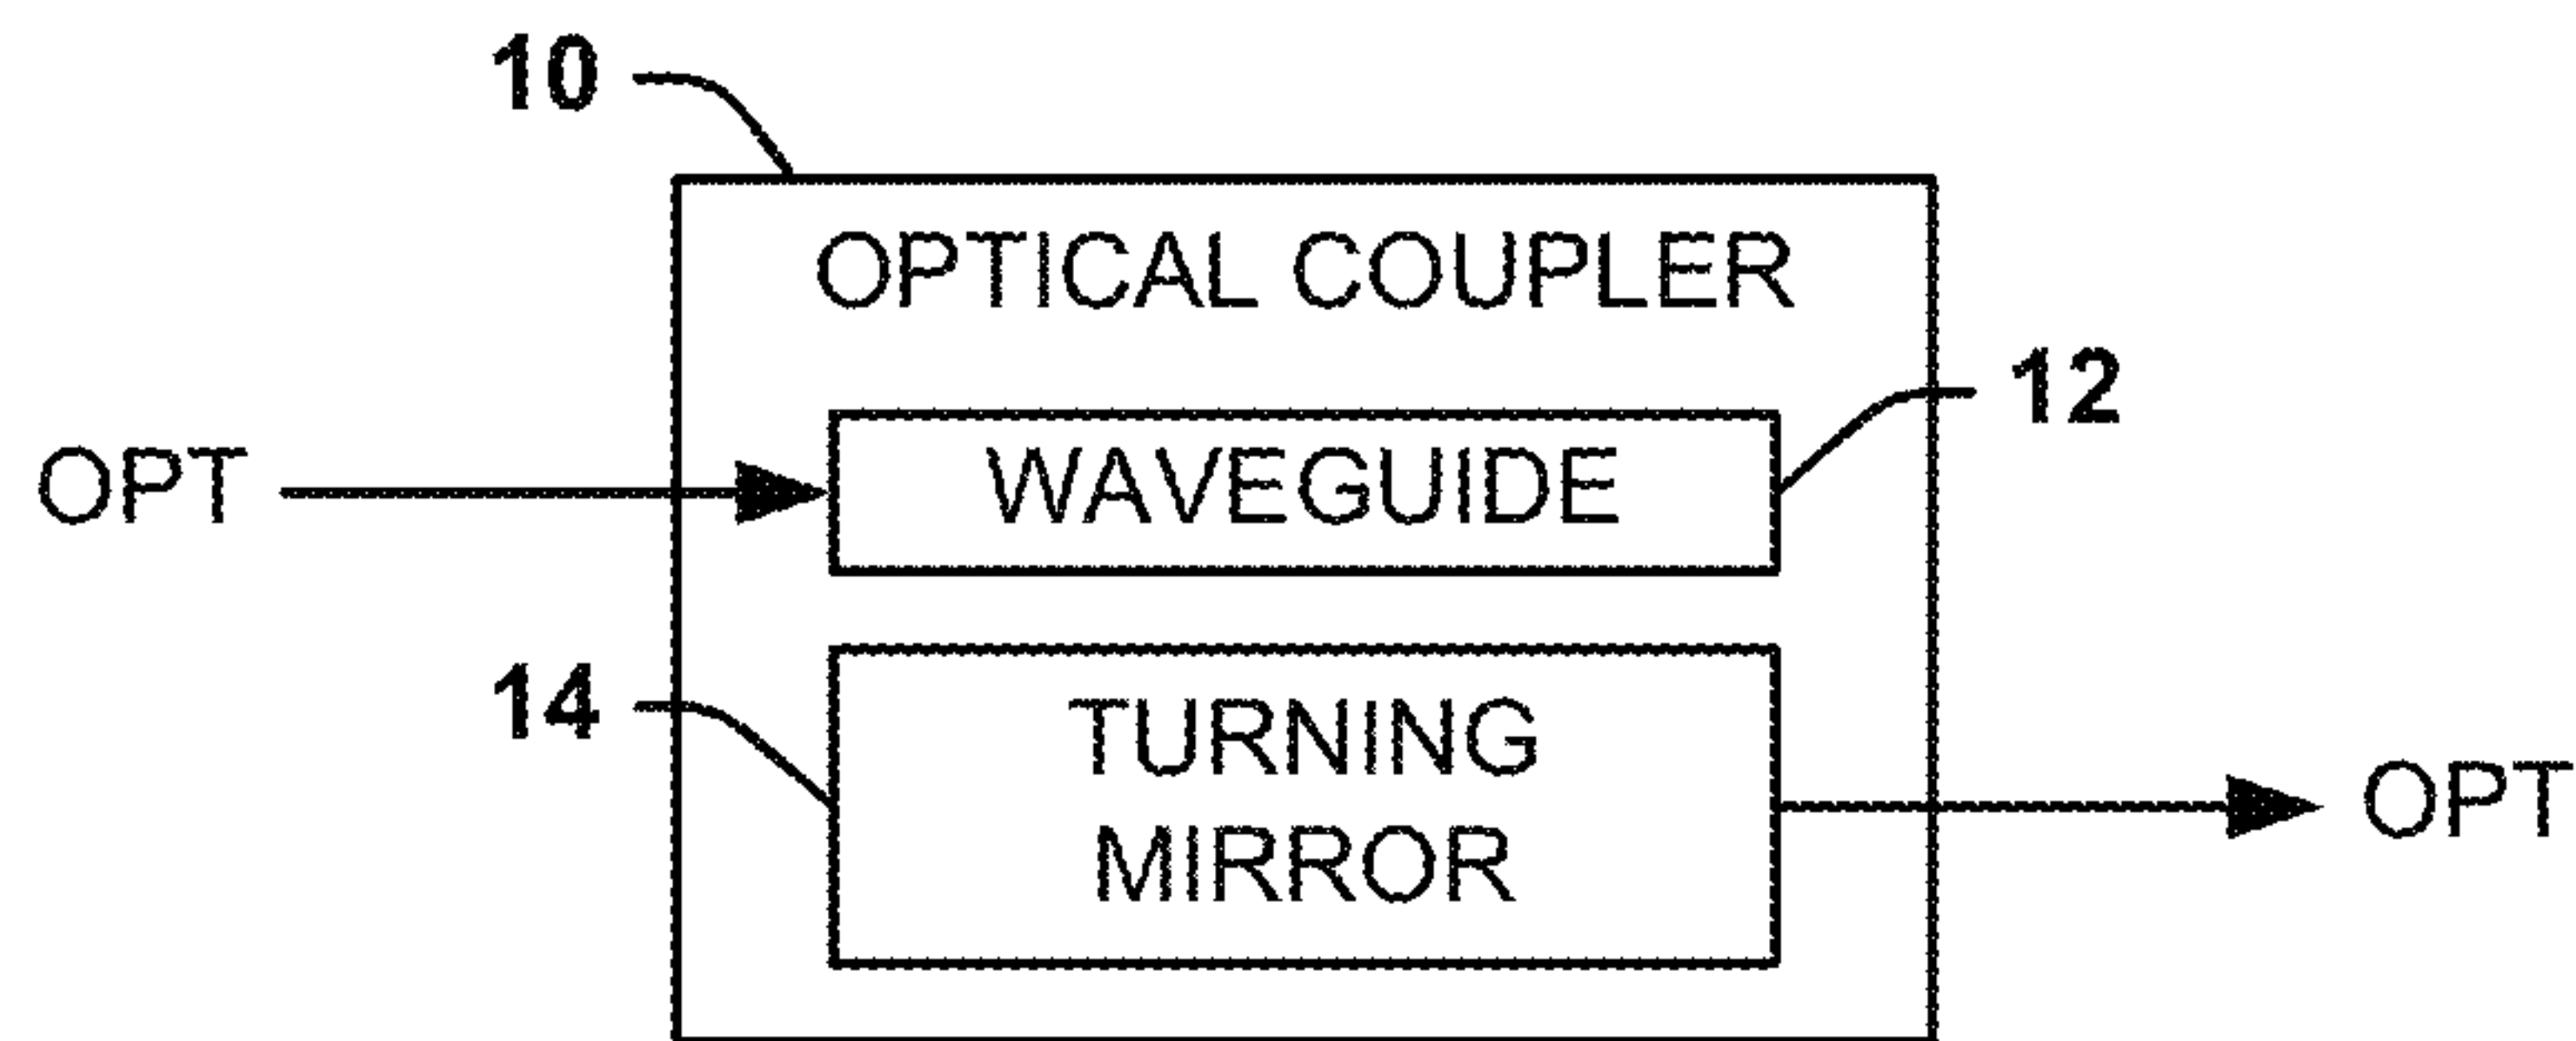 10
OPTICAL COUPLER
12
OPT
WAVEGUIDE
14
TURNING
MIRROR
OPT